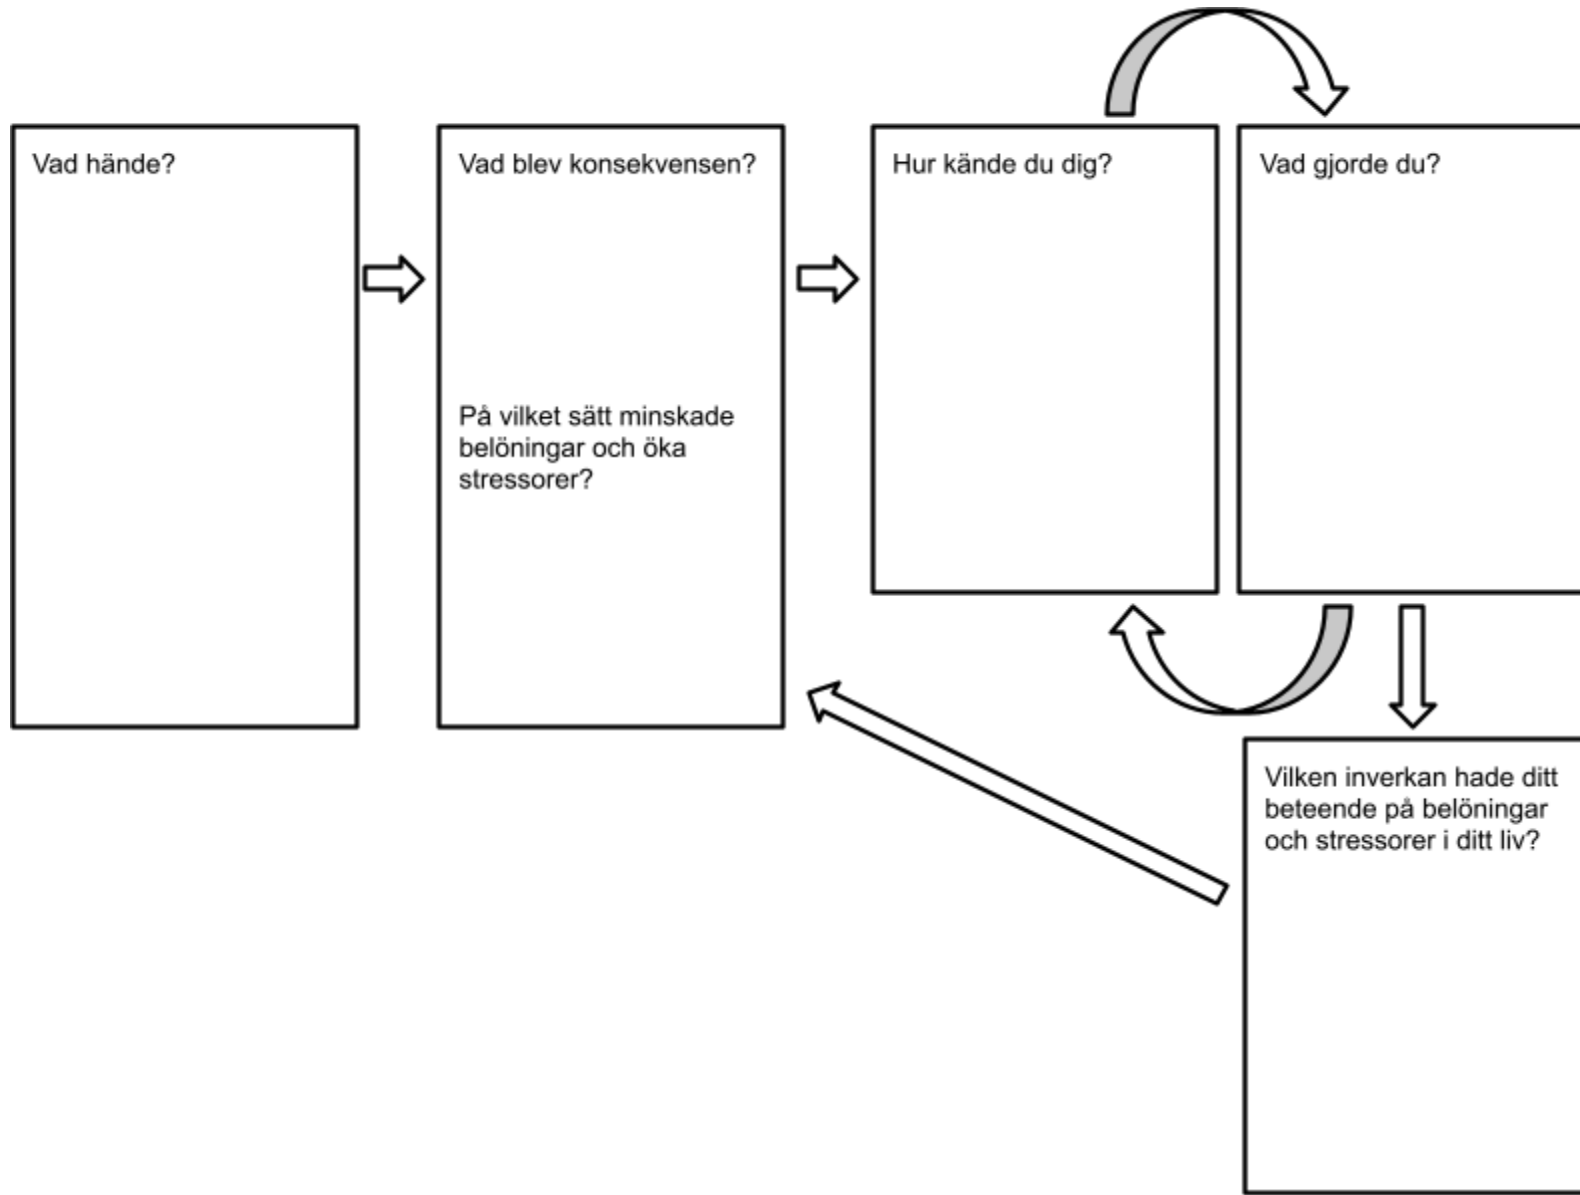 Vad hände?
Vad blev konsekvensen?
På vilket sätt minskade
belöningar och öka
stressorer?
Hur kände du dig?
Vad gjorde du?
Vilken inverkan hade ditt
beteende på belöningar
och stressorer i ditt liv?